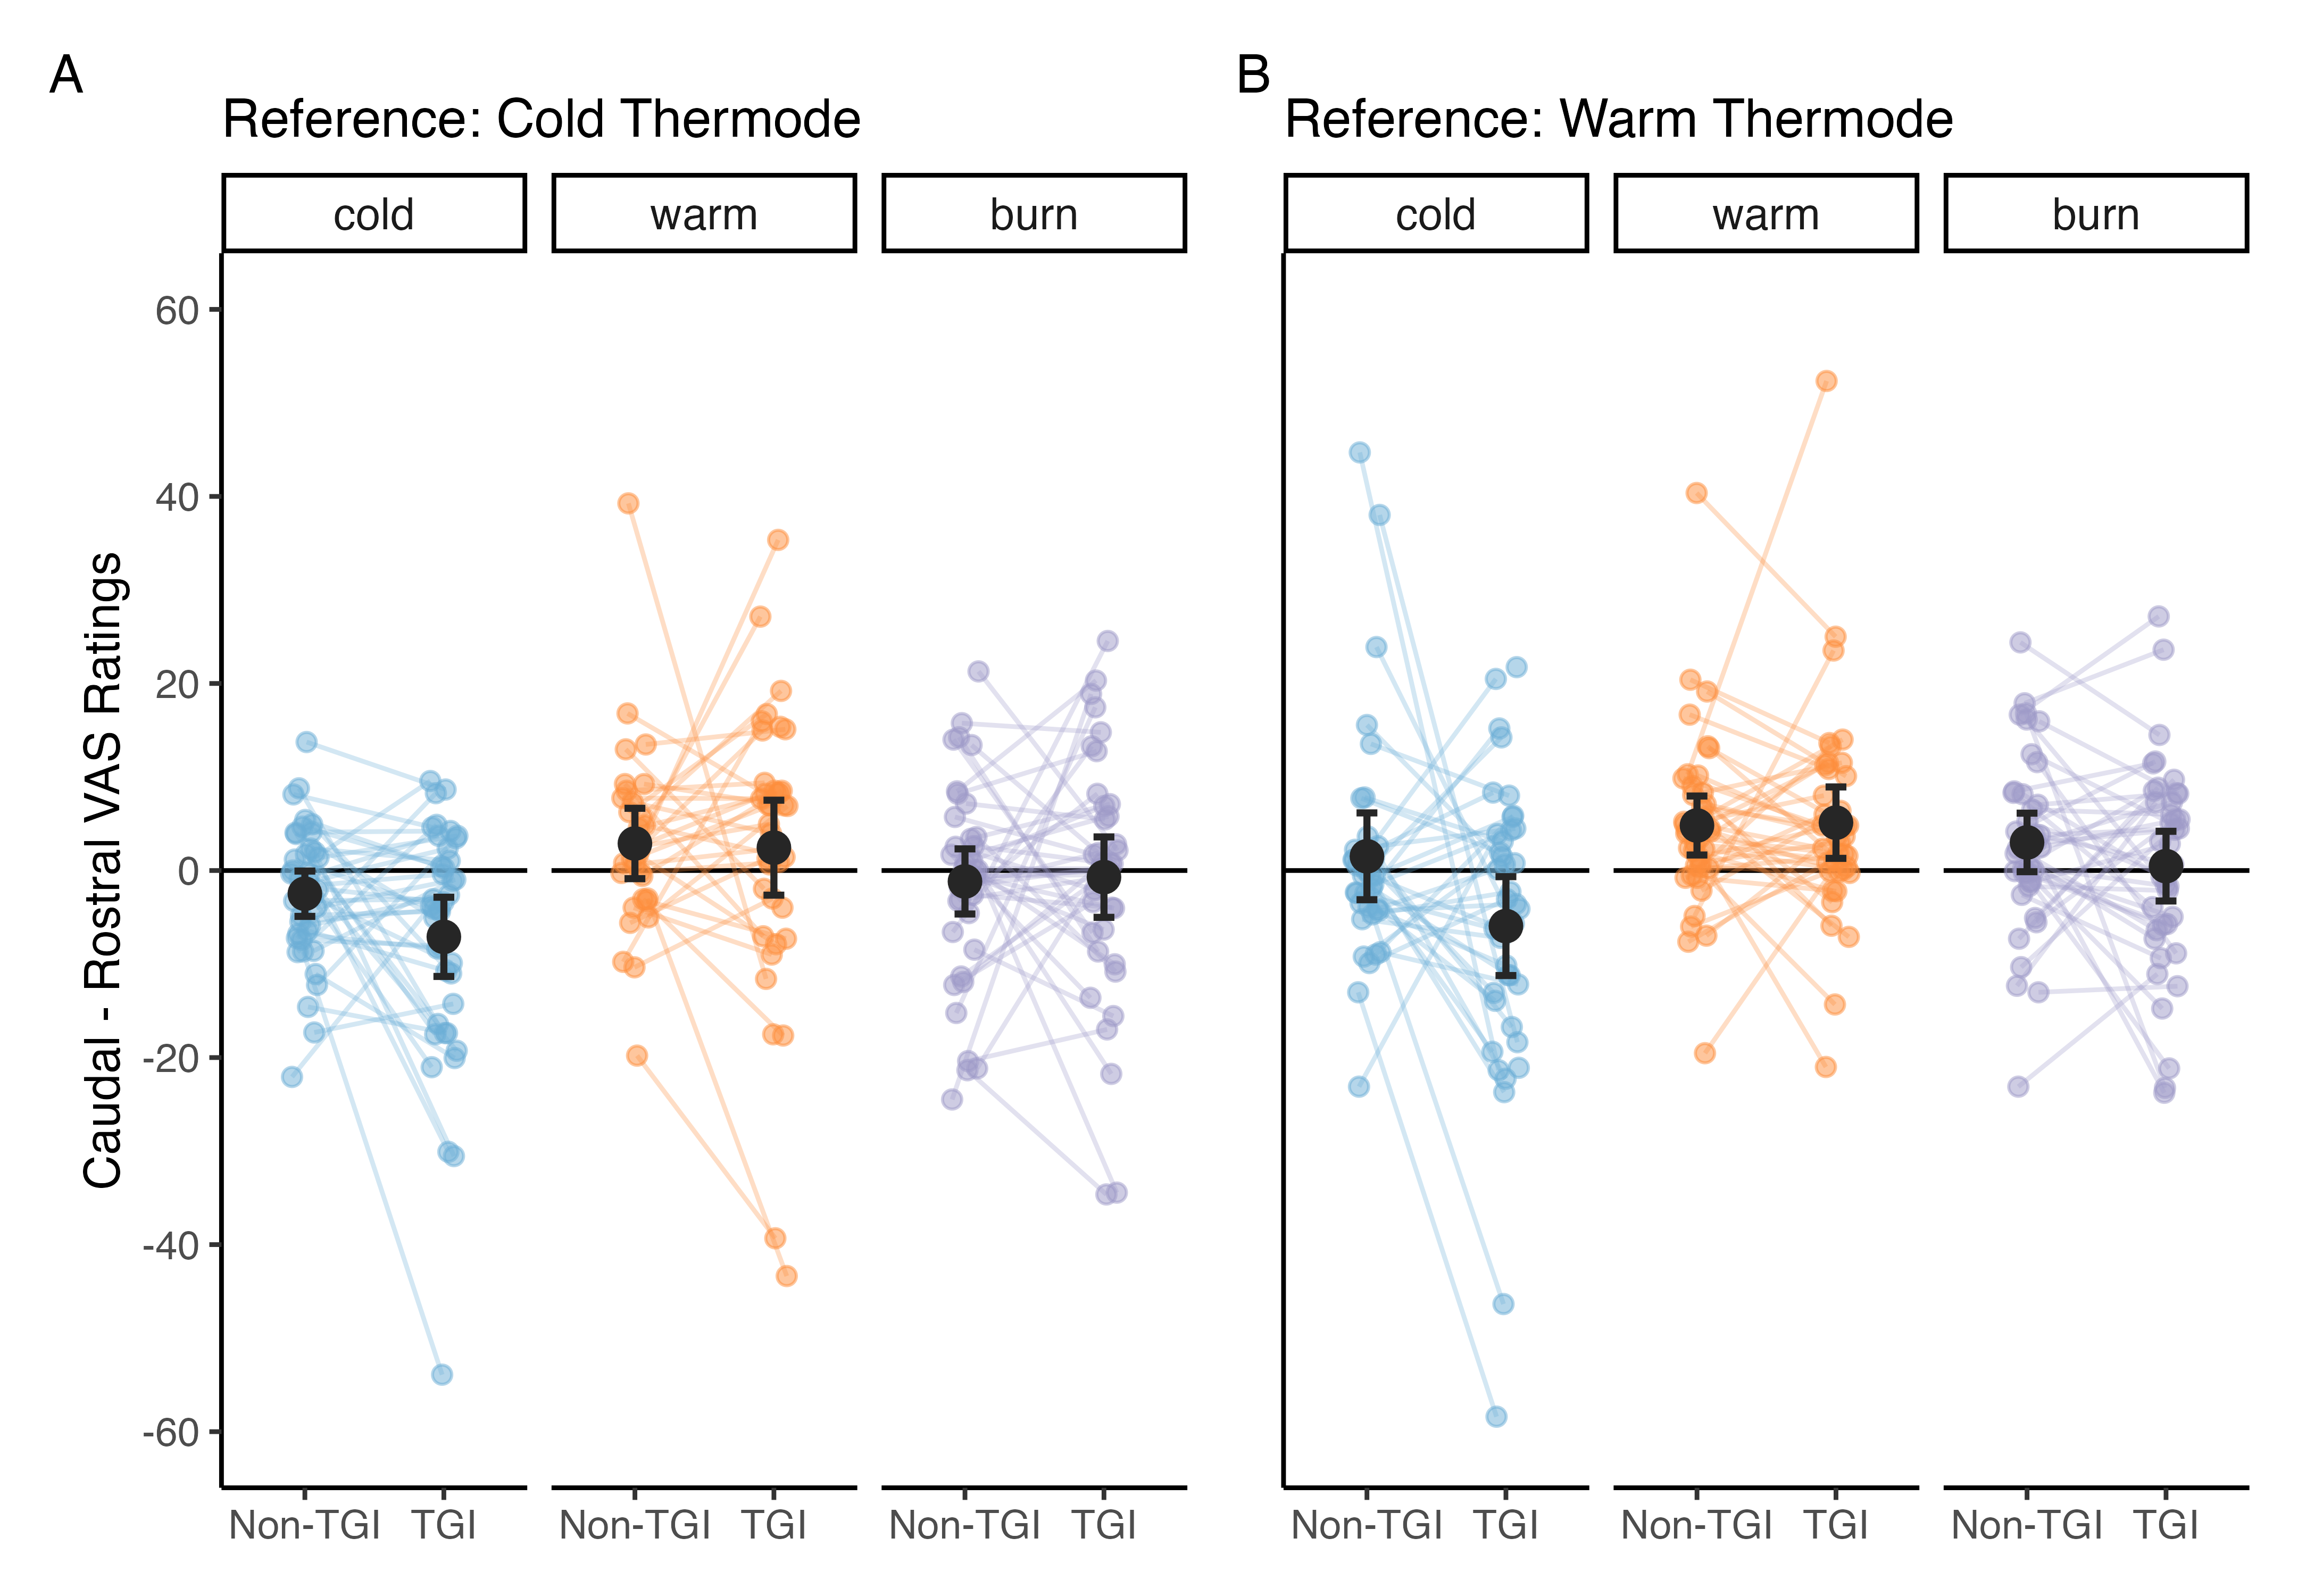 A
Reference: Cold Thermode
cold
warm
burn
Caudal - Rostral VAS Ratings
60
40
20
0
-20
-40
-60
Non-TGI
TGI
Non-TGI
TGI
Non-TGI
TGI
B
Reference: Warm Thermode
cold
warm
burn
Non-TGI
TGI
Non-TGI
TGI
Non-TGI
TGI